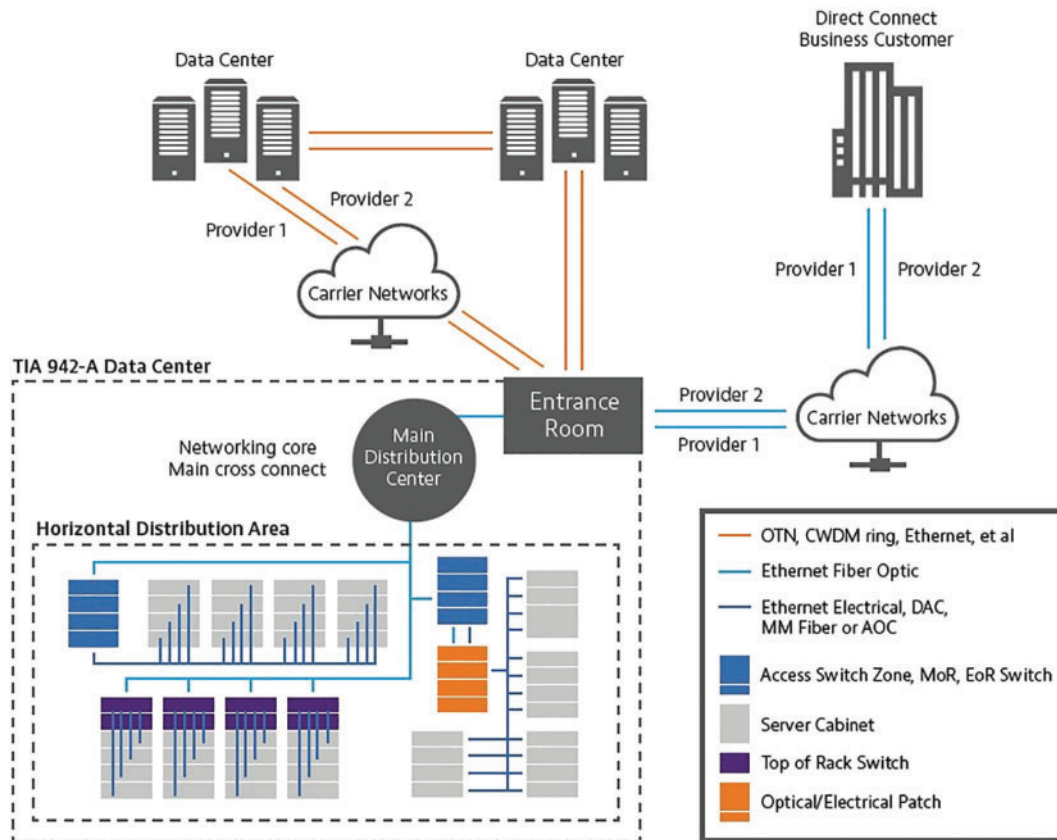 Direct Connect
Business Customer
Data Center
Data Center
Provider 2
Provider 1
Provider 1
Provider 2
Carrier Networks
TIA 942-A Data Center
Entrance
Room
Provider 2
Provider 1
Carrier Networks
Networking core
Main cross connect
Main
Distribution
Center
Horizontal Distribution Area
OTN, CWDM ring, Ethernet, et al
Ethernet Fiber Optic
Ethernet Electrical, DAC,
MM Fiber or AOC
Access Switch Zone, MoR, EoR Switch
Server Cabinet
Top of Rack Switch
Optical/Electrical Patch